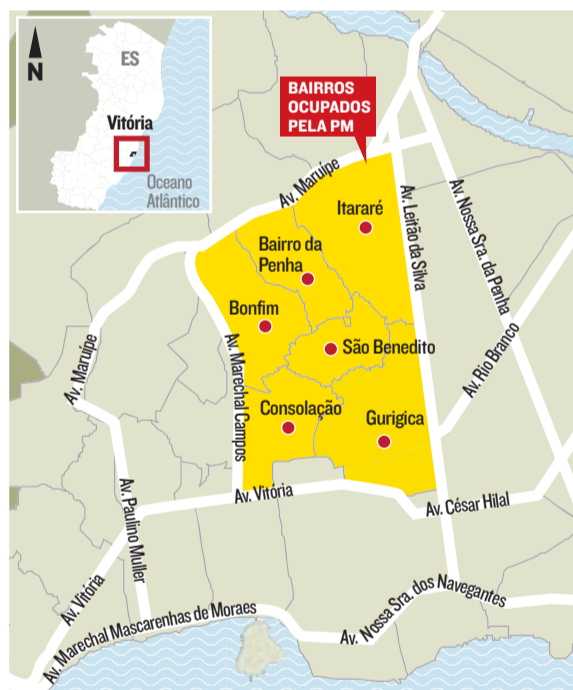 N
ES
Vitória
Oceano
Atlântico
BAIRROS
OCUPADOS
PELA PM
Av. Maruípe
Itararé
Av. Leitão da Silva
Av. Nossa Sra. da Penha
Bairro da
Penha
Bonfim
São Benedito
Av. Rio Branco
Av. Maruípe
Av. Marechal Campos
Consolação
Gurigica
Av. Vitória
Av. César Hilal
Av. Paulino Muller
Av. Vitória
Av. Marechal Mascarenhas de Moraes
Av. Nossa Sra. dos Navegantes